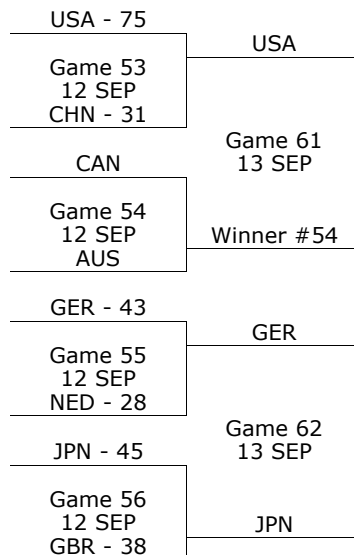 USA - 75
USA
Game 53
12 SEP
CHN - 31
Game 61
13 SEP
CAN
Game 54
12 SEP
AUS
Winner #54
GER - 43
GER
Game 55
12 SEP
NED - 28
Game 62
13 SEP
JPN - 45
Game 56
12 SEP
GBR - 38
JPN